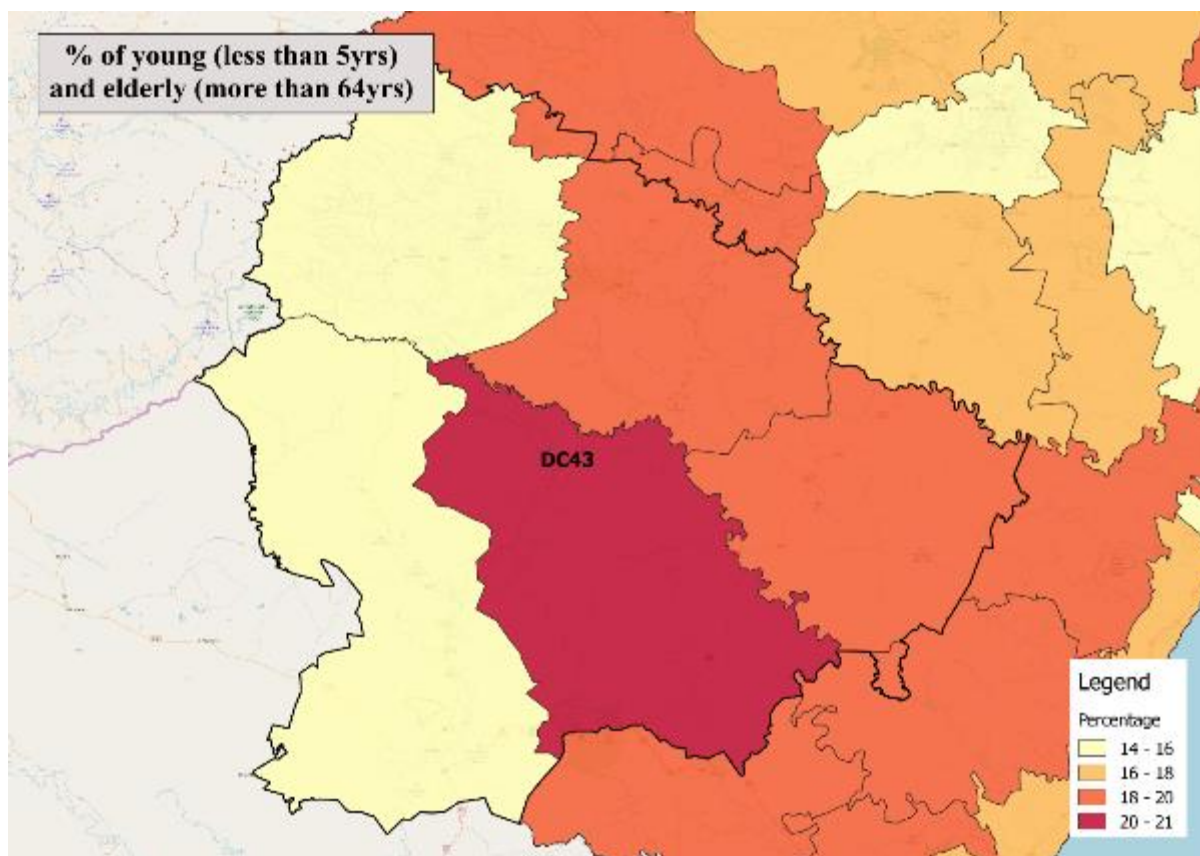 % of young (less than 5yrs)
and elderly (more than 64yrs)
DC43
Legend
Percentage
14 - 16
16 - 18
18 - 20
20 - 21